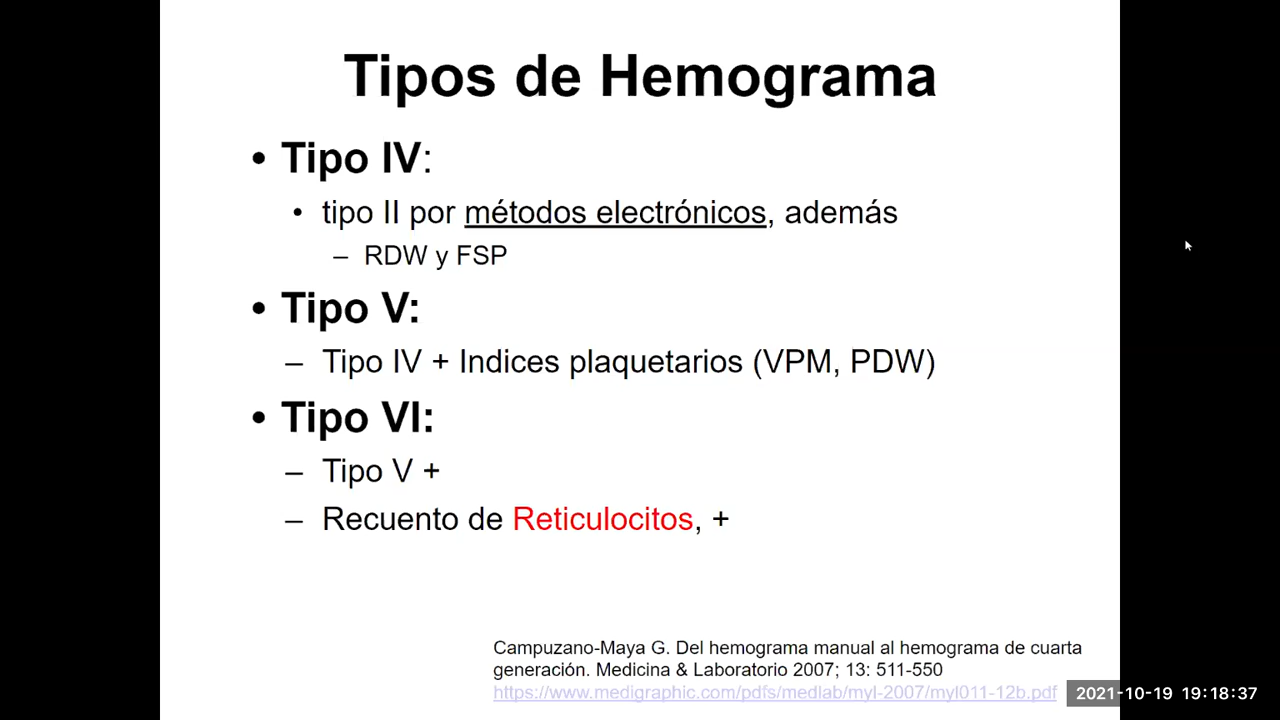 Tipos de Hemograma
• Tipo IV:
• tipo II por métodos electrónicos, además
– RDW y FSP
• Tipo V:
– Tipo IV + Indices plaquetarios (VPM, PDW)
• Tipo VI:
– Tipo V +
– Recuento de Reticulocitos, +
Campuzano-Maya G. Del hemograma manual al hemograma de cuarta
generación. Medicina & Laboratorio 2007; 13: 511-550
https://www.medigraphic.com/pdfs/medlab/myl-2007/myl011-12b.pdf
2021-10-19 19:18:37